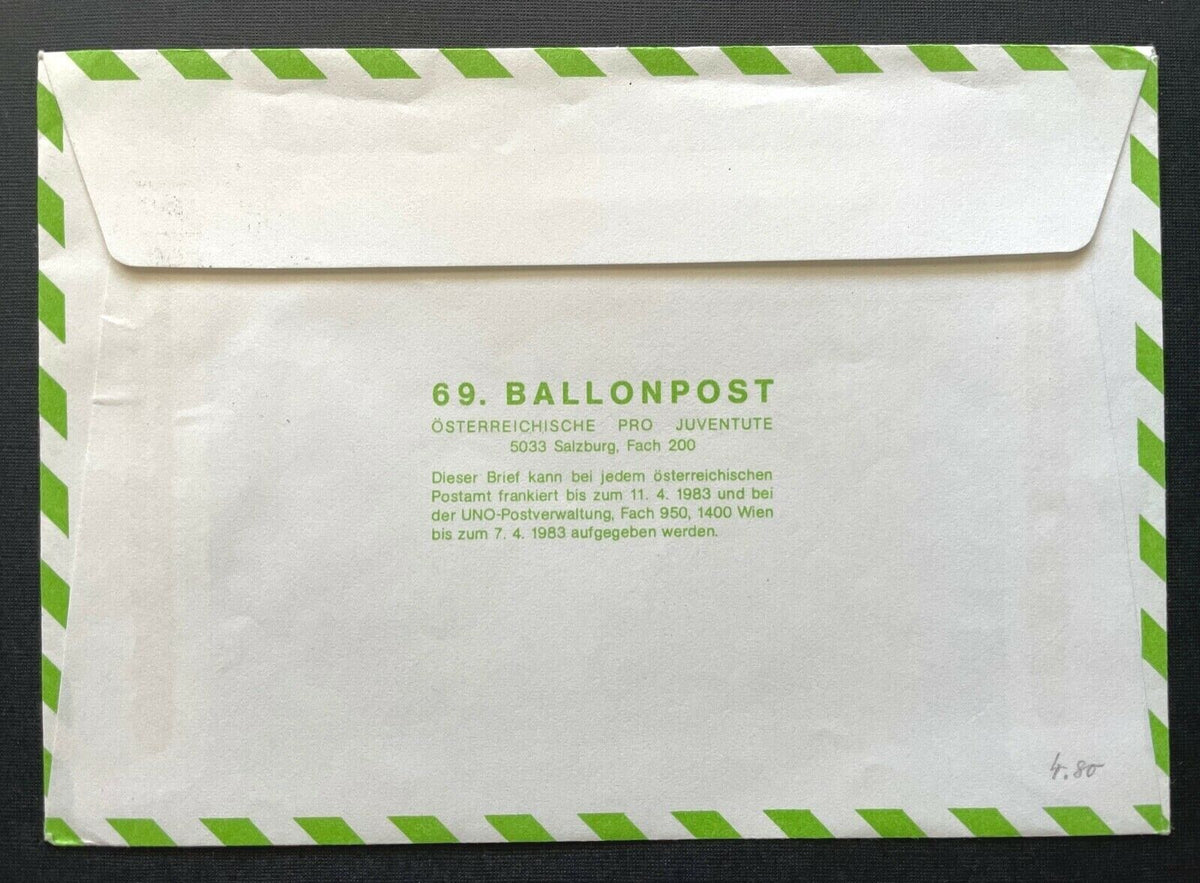 69. BALLONPOST
ÖSTERREICHISCHE PRO JUVENTUTE
5033 Salzburg, Fach 200
Dieser Brief kann bei jedem österreichischen
Postamt frankiert bis zum 11. 4. 1983 und bei
der UNO-Postverwaltung, Fach 950, 1400 Wien
bis zum 7. 4. 1983 aufgegeben werden.
4.80